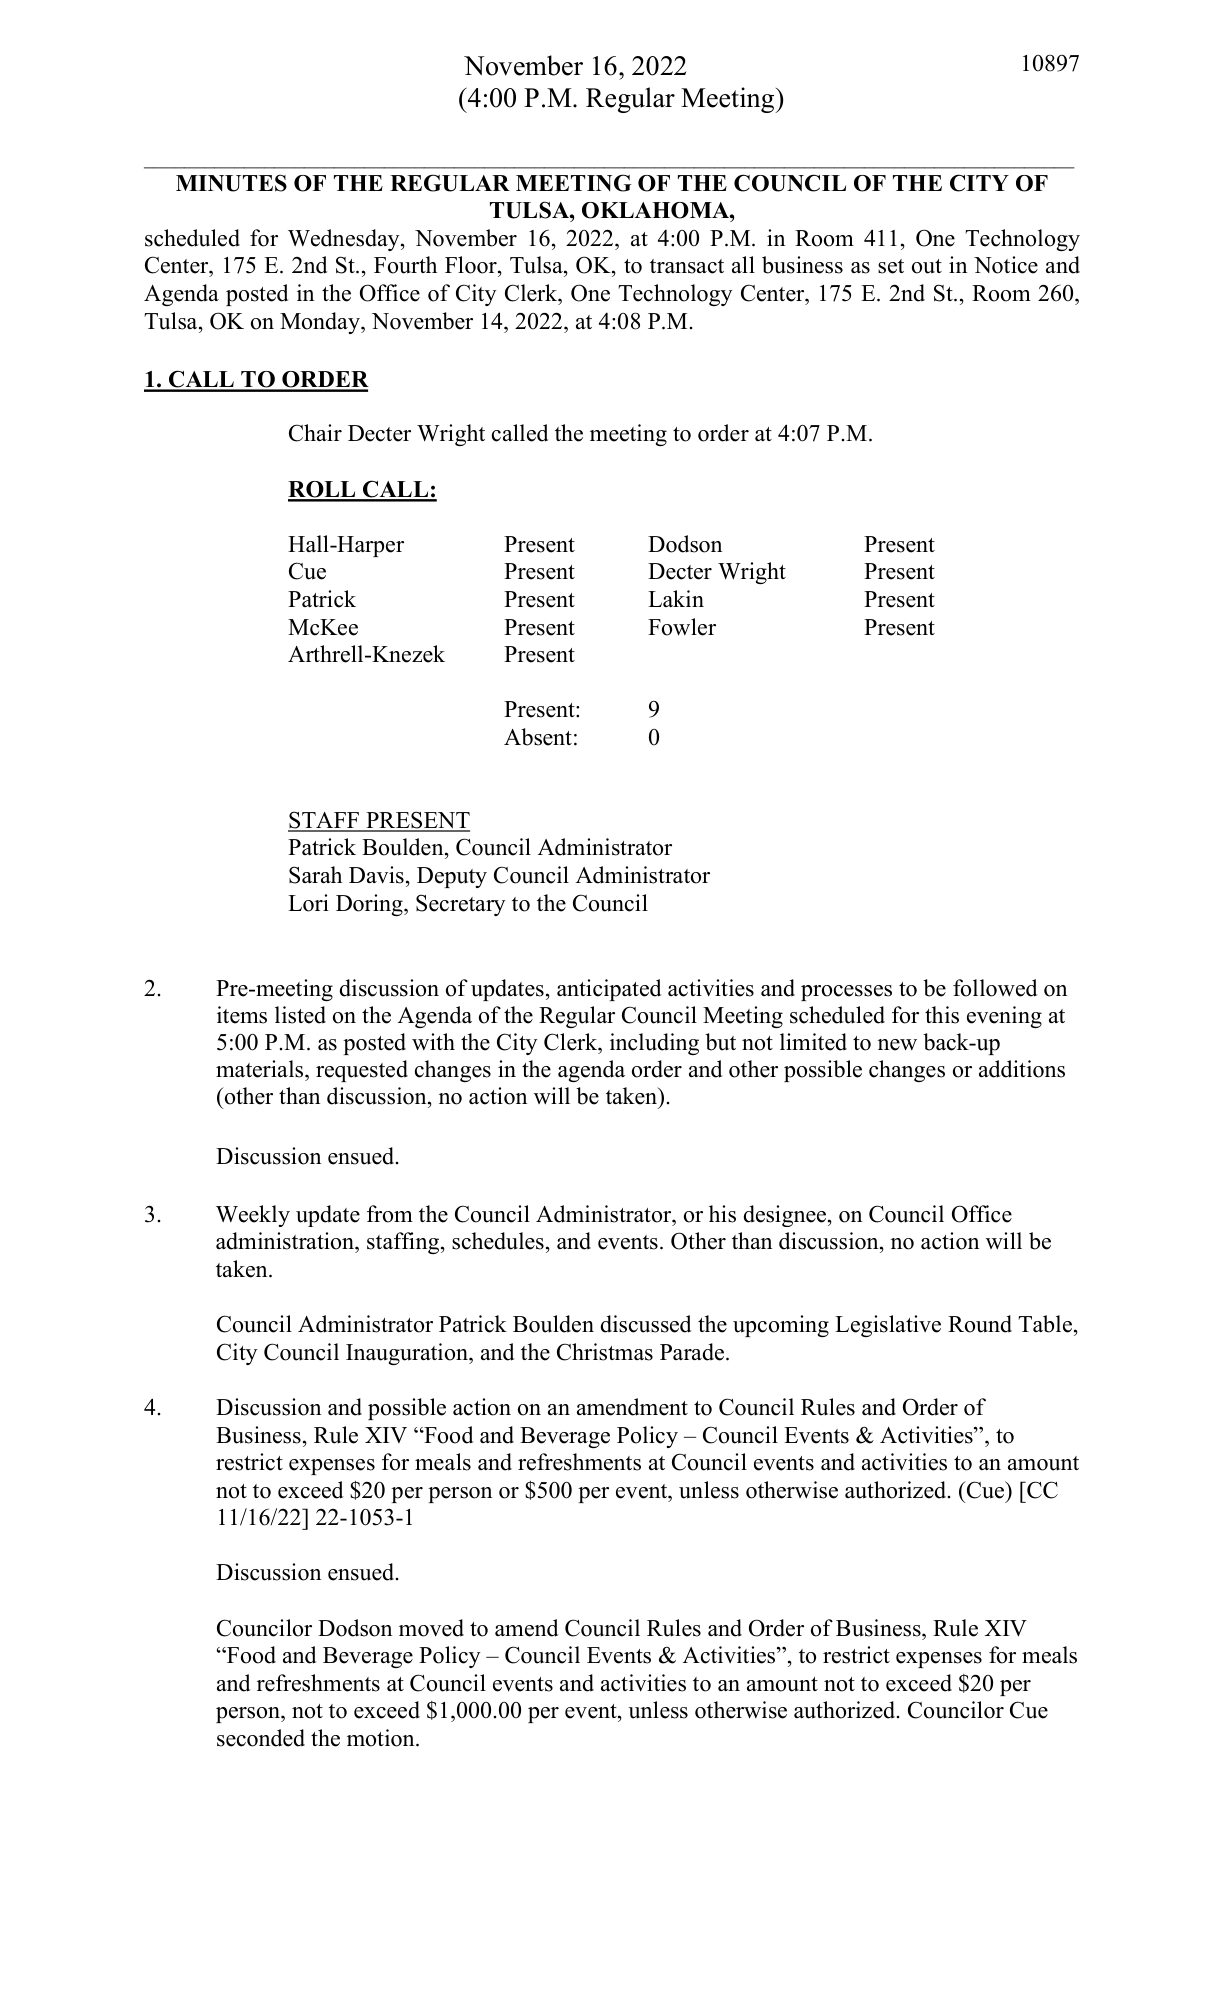 November 16, 2022 10897
(4:00 P.M. Regular Meeting)
MINUTES OF THE REGULAR MEETING OF THE COUNCIL OF THE CITY OF
TULSA, OKLAHOMA,
scheduled for Wednesday, November 16, 2022, at 4:00 P.M. in Room 411, One Technology
Center, 175 E. 2nd St., Fourth Floor, Tulsa, OK, to transact all business as set out in Notice and
Agenda posted in the Office of City Clerk, One Technology Center, 175 E. 2nd St., Room 260,
Tulsa, OK on Monday, November 14, 2022, at 4:08 P.M.
1. CALL TO ORDER
Chair Decter Wright called the meeting to order at 4:07 P.M.
ROLL CALL:
Hall-Harper Present Dodson Present
Cue Present Decter Wright Present
Patrick Present Lakin Present
McKee Present Fowler Present
Arthrell-Knezek Present
Present: 9
Absent: 0
STAFF PRESENT
Patrick Boulden, Council Administrator
Sarah Davis, Deputy Council Administrator
Lori Doring, Secretary to the Council
2. Pre-meeting discussion of updates, anticipated activities and processes to be followed on
items listed on the Agenda of the Regular Council Meeting scheduled for this evening at
5:00 P.M. as posted with the City Clerk, including but not limited to new back-up
materials, requested changes in the agenda order and other possible changes or additions
(other than discussion, no action will be taken).
Discussion ensued.
3. Weekly update from the Council Administrator, or his designee, on Council Office
administration, staffing, schedules, and events. Other than discussion, no action will be
taken.
Council Administrator Patrick Boulden discussed the upcoming Legislative Round Table,
City Council Inauguration, and the Christmas Parade.
4. Discussion and possible action on an amendment to Council Rules and Order of
Business, Rule XIV “Food and Beverage Policy – Council Events & Activities”, to
restrict expenses for meals and refreshments at Council events and activities to an amount
not to exceed $20 per person or $500 per event, unless otherwise authorized. (Cue) [CC
11/16/22] 22-1053-1
Discussion ensued.
Councilor Dodson moved to amend Council Rules and Order of Business, Rule XIV
“Food and Beverage Policy – Council Events & Activities”, to restrict expenses for meals
and refreshments at Council events and activities to an amount not to exceed $20 per
person, not to exceed $1,000.00 per event, unless otherwise authorized. Councilor Cue
seconded the motion.